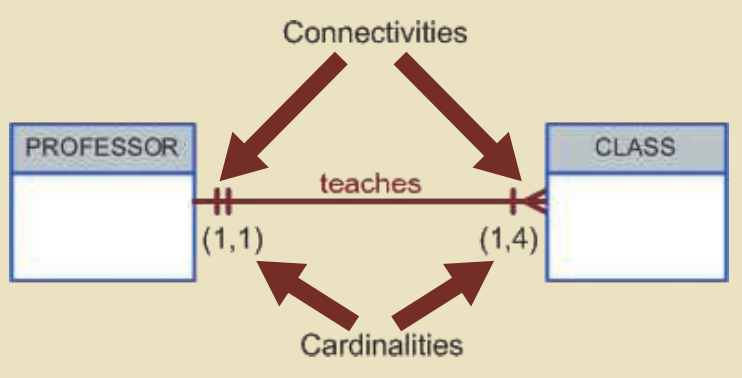 Connectivities
PROFESSOR
CLASS
teaches
(1,1)
(1,4)
Cardinalities